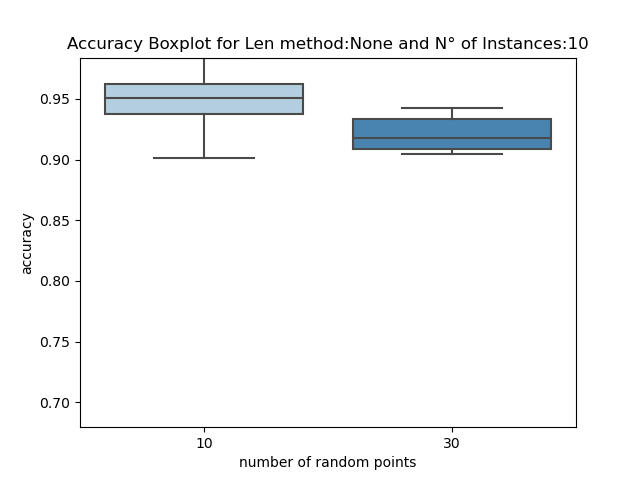 Accuracy Boxplot for Len method:None and N° of Instances:10
0.95
0.90
0.85
0.80
0.75
0.70
accuracy
10
30
number of random points